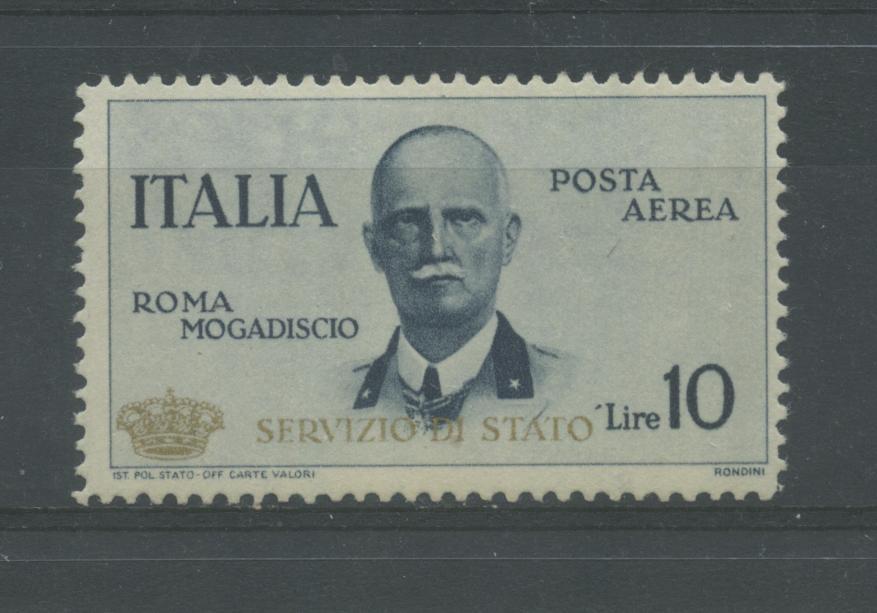 ITALIA
POSTA
AEREA
ROMA
MOGADISCIO
Lire 10
SERVIZIO DI STATO
IST. POL. STATO-OFF. CARTE VALORI
RONDINI